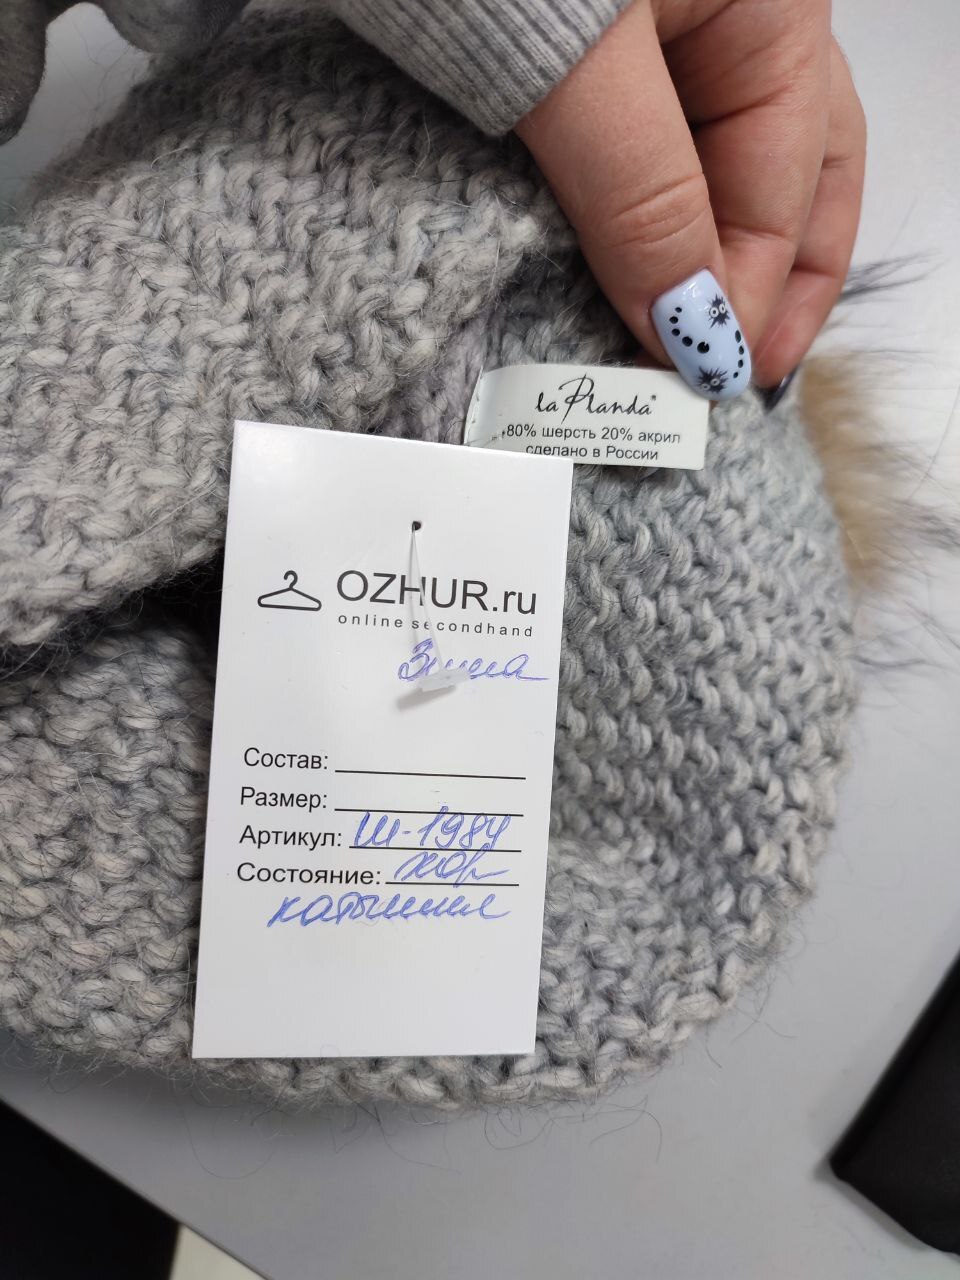 la Planda®
80% шерсть 20% акрил
сделано в России
OZHUR.ru
online secondhand
Зима
Состав:
Размер:
Артикул: Ш-1984
Состояние: хор
катышки